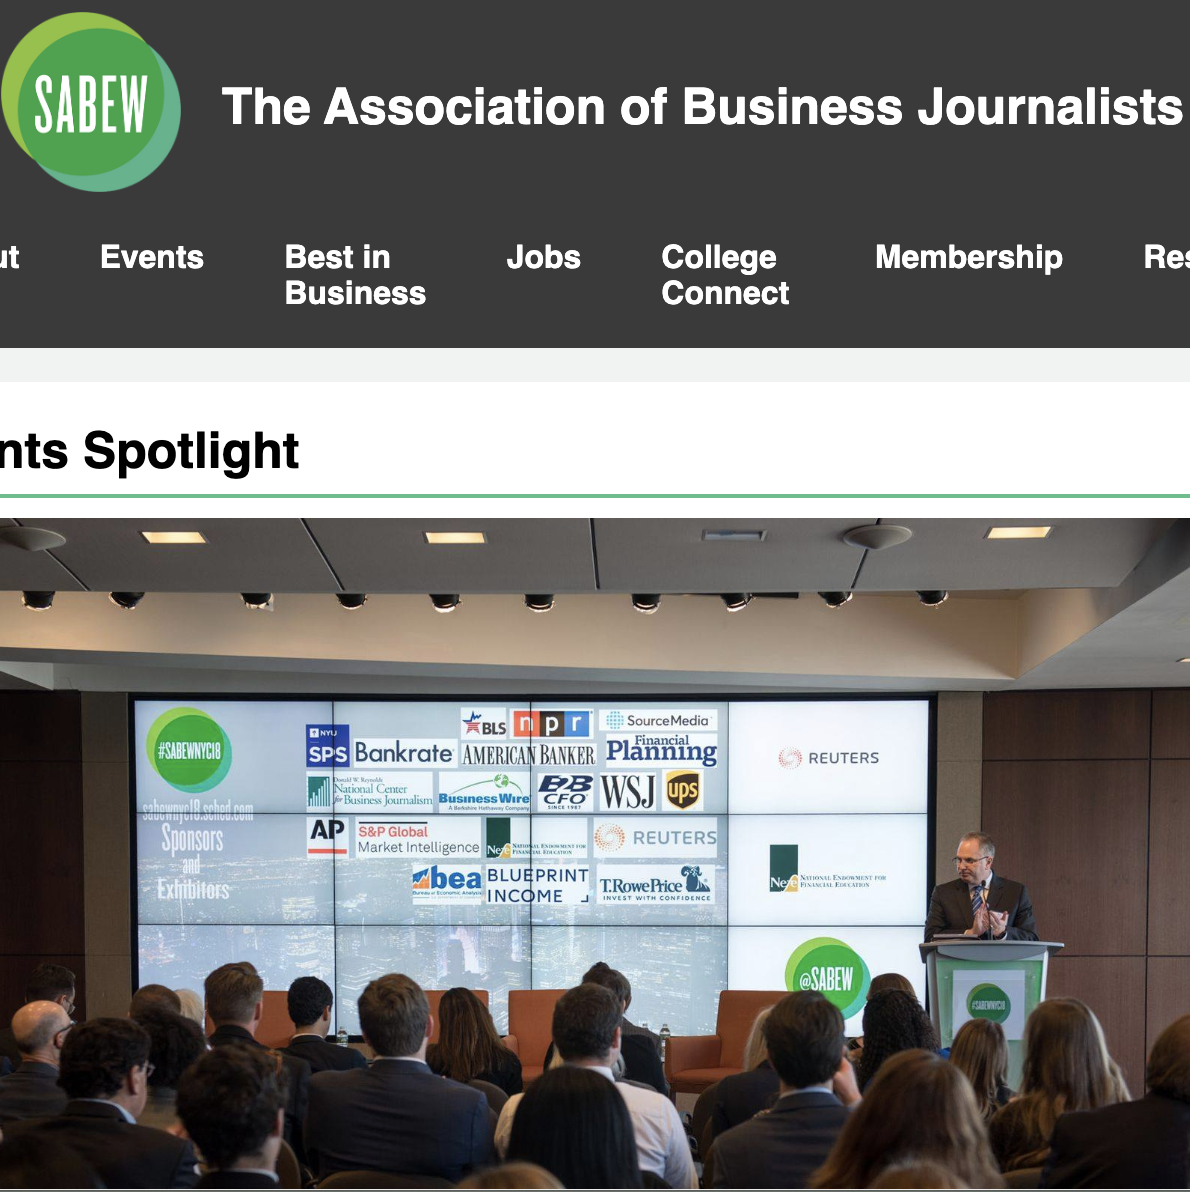 SABEW
The Association of Business Journalists
ut
Events
Best in
Business
Jobs
College
Connect
Membership
Res
nts Spotlight
#SABEWNYC18
sabewnyc18.sched.com
Sponsors
and
Exhibitors
NYU
SPS
Bankrate
BLS
npr
SourceMedia
AMERICAN BANKER
Financial
Planning
Donald W. Reynolds
National Center
for Business Journalism
Business Wire
A Berkshire Hathaway Company
B2B
CFO
SINCE 1987
WSJ
ups
AP
S&P Global
Market Intelligence
Nefe
NATIONAL ENDOWMENT FOR
FINANCIAL EDUCATION
REUTERS
bea
Bureau of Economic Analysis
BLUEPRINT
INCOME
T.RowePrice
INVEST WITH CONFIDENCE
REUTERS
Nefe
NATIONAL ENDOWMENT FOR
FINANCIAL EDUCATION
@SABEW
#SABEWNYC18